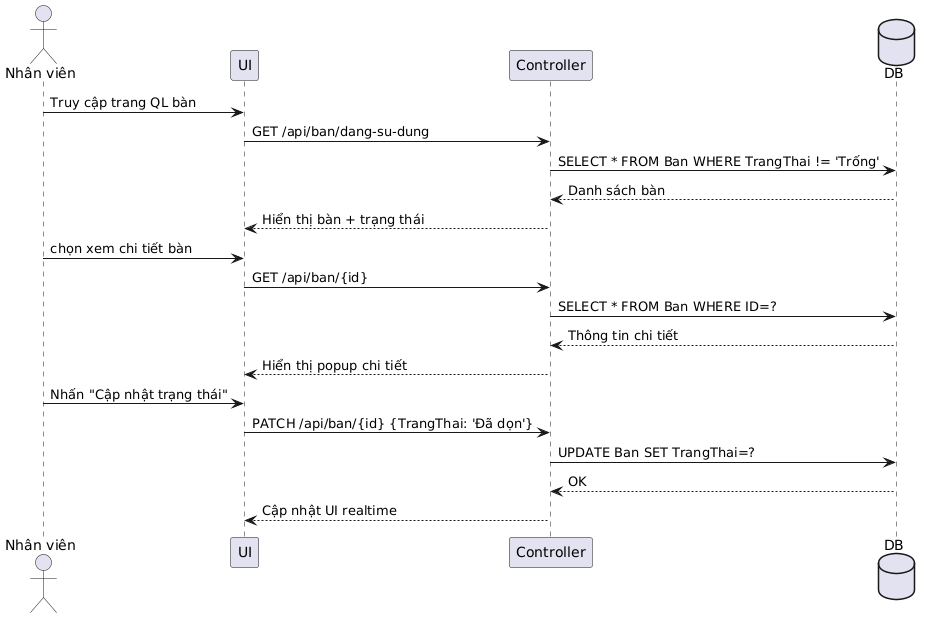 Nhân viên
UI
Controller
DB
Truy cập trang QL bàn
GET /api/ban/dang-su-dung
SELECT * FROM Ban WHERE TrangThai != 'Trống'
Danh sách bàn
Hiển thị bàn + trạng thái
chọn xem chi tiết bàn
GET /api/ban/{id}
SELECT * FROM Ban WHERE ID=?
Thông tin chi tiết
Hiển thị popup chi tiết
Nhấn "Cập nhật trạng thái"
PATCH /api/ban/{id} {TrangThai: 'Đã dọn'}
UPDATE Ban SET TrangThai=?
OK
Cập nhật UI realtime
Nhân viên
UI
Controller
DB